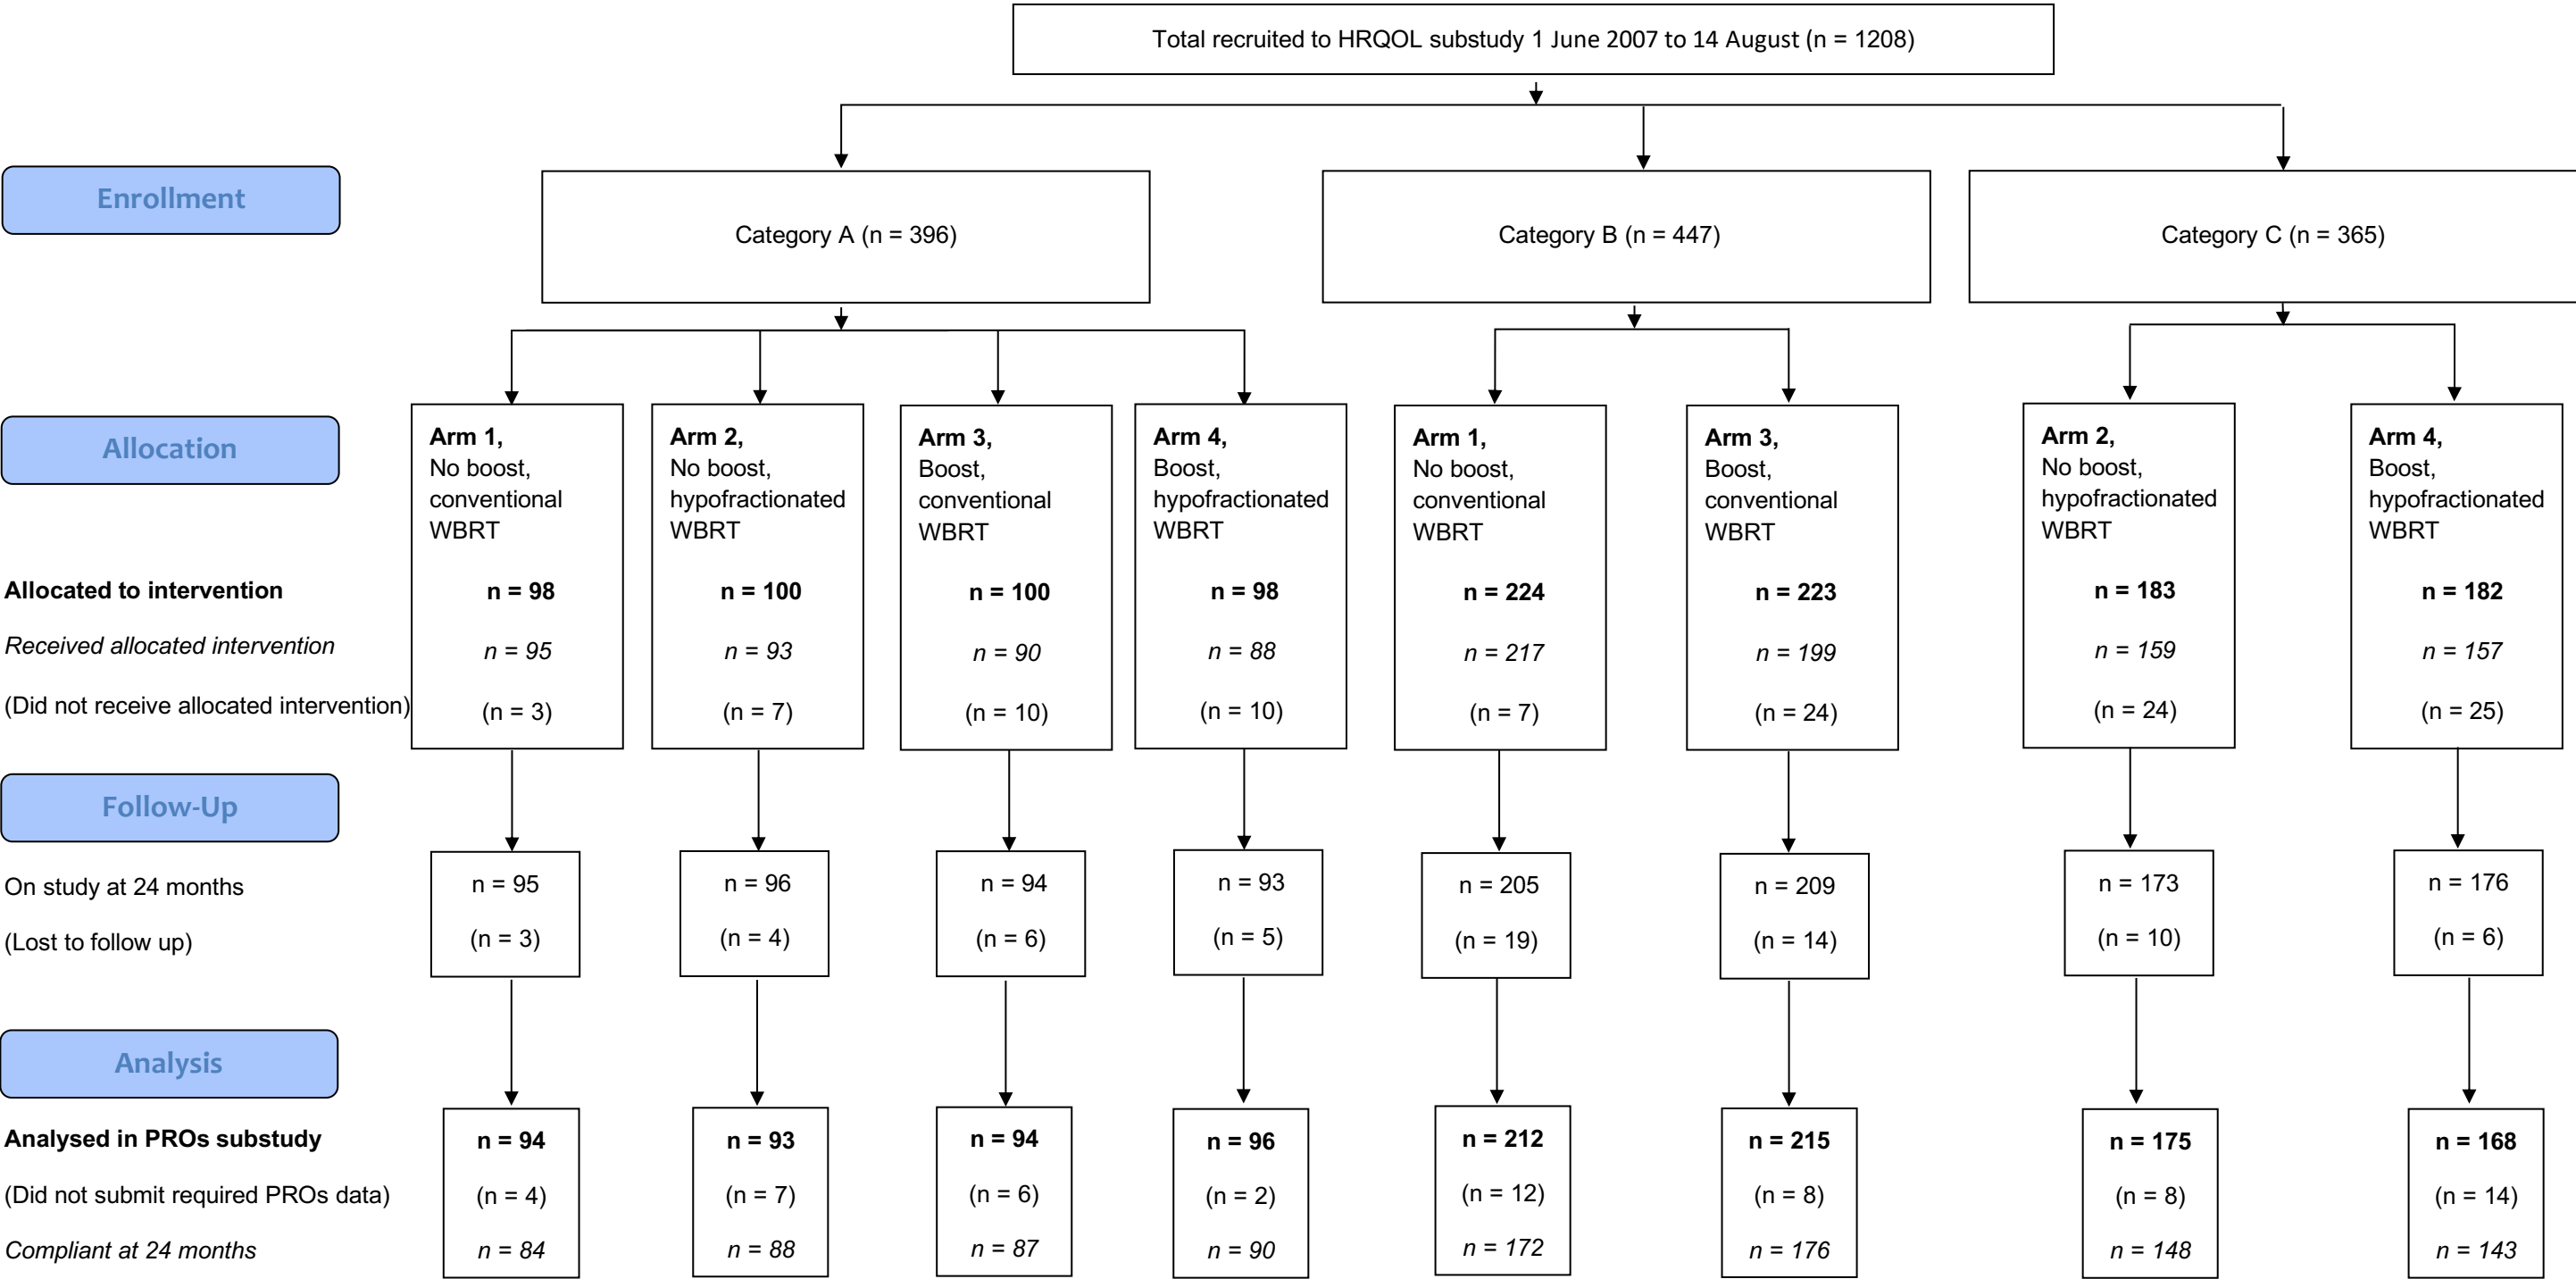 Total recruited to HRQOL substudy 1 June 2007 to 14 August (n = 1208)
Enrollment
Category A (n = 396)
Category B (n = 447)
Category C (n = 365)
Allocation
Allocated to intervention
Received allocated intervention
(Did not receive allocated intervention)
Arm 1,
No boost,
conventional
WBRT
n = 98
n = 95
(n = 3)
Arm 2,
No boost,
hypofractionated
WBRT
n = 100
n = 93
(n = 7)
Arm 3,
Boost,
conventional
WBRT
n = 100
n = 90
(n = 10)
Arm 4,
Boost,
hypofractionated
WBRT
n = 98
n = 88
(n = 10)
Arm 1,
No boost,
conventional
WBRT
n = 224
n = 217
(n = 7)
Arm 3,
Boost,
conventional
WBRT
n = 223
n = 199
(n = 24)
Arm 2,
No boost,
hypofractionated
WBRT
n = 183
n = 159
(n = 24)
Arm 4,
Boost,
hypofractionated
WBRT
n = 182
n = 157
(n = 25)
Follow-Up
On study at 24 months
(Lost to follow up)
n = 95
(n = 3)
n = 96
(n = 4)
n = 94
(n = 6)
n = 93
(n = 5)
n = 205
(n = 19)
n = 209
(n = 14)
n = 173
(n = 10)
n = 176
(n = 6)
Analysis
Analysed in PROs substudy
(Did not submit required PROs data)
Compliant at 24 months
n = 94
(n = 4)
n = 84
n = 93
(n = 7)
n = 88
n = 94
(n = 6)
n = 87
n = 96
(n = 2)
n = 90
n = 212
(n = 12)
n = 172
n = 215
(n = 8)
n = 176
n = 175
(n = 8)
n = 148
n = 168
(n = 14)
n = 143